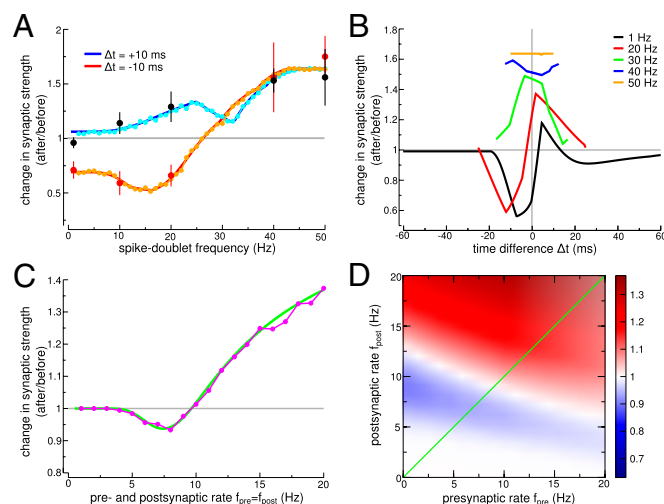 A
Δt = +10 ms
Δt = -10 ms
change in synaptic strength
(after/before)
2
1.5
1
0.5
0
10
20
30
40
50
spike-doublet frequency (Hz)
B
1 Hz
20 Hz
30 Hz
40 Hz
50 Hz
change in synaptic strength
(after/before)
1.8
1.6
1.4
1.2
1
0.8
0.6
-60
-40
-20
0
20
40
60
time difference Δt (ms)
C
change in synaptic strength
(after/before)
1.4
1.3
1.2
1.1
1
0.9
0.8
0
5
10
15
20
pre- and postsynaptic rate fpre=fpost (Hz)
D
postsynaptic rate fpost (Hz)
20
15
10
5
0
0
5
10
15
20
presynaptic rate fpre (Hz)
1.3
1.2
1.1
1
0.9
0.8
0.7